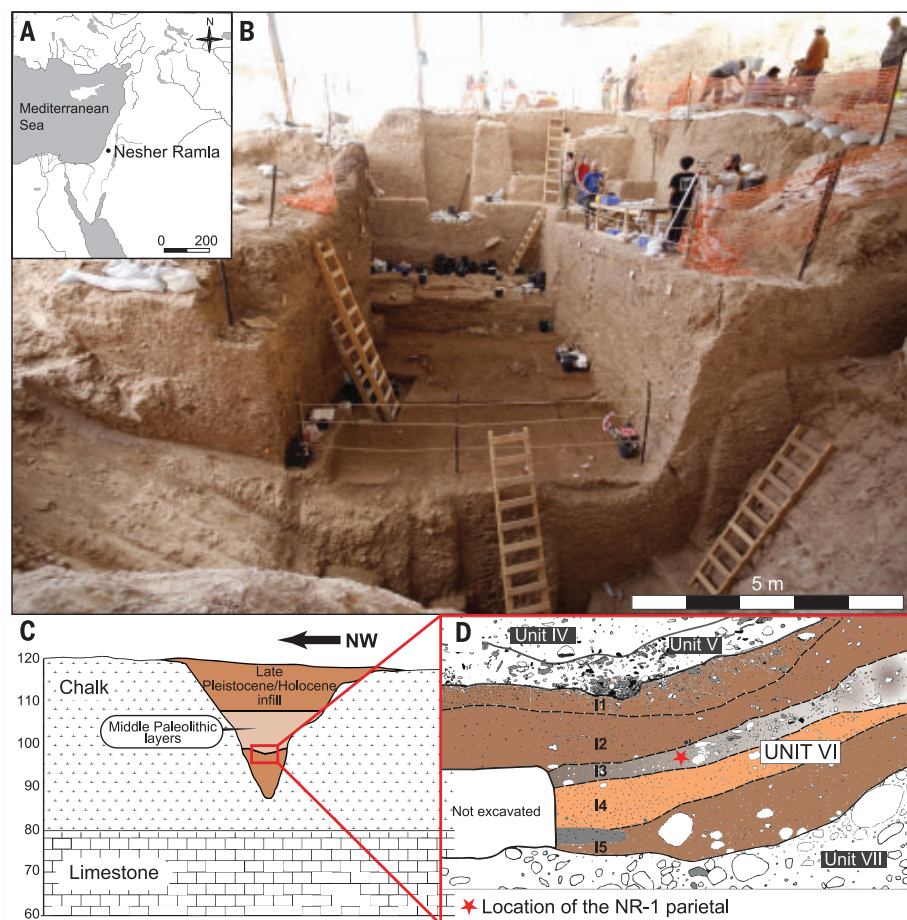 A
N
Mediterranean
Sea
Nesher Ramla
0 200
B
5 m
C
NW
120
110
100
90
80
70
60
Chalk
Late
Pleistocene/Holocene
infill
Middle Paleolithic
layers
Limestone
D
Unit IV
Unit V
I1
I2
I3
UNIT VI
I4
Not excavated
I5
Unit VII
Location of the NR-1 parietal